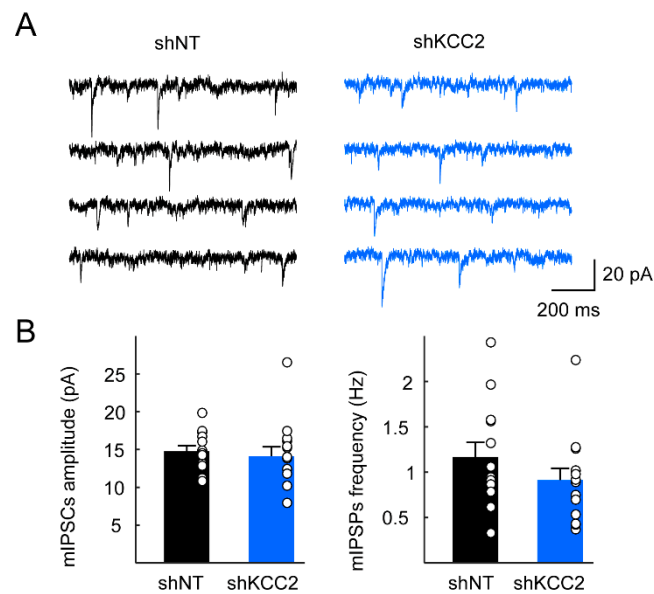 A
shNT
shKCC2
20 pA
200 ms
B
mIPSCs amplitude (pA)
25
20
15
10
5
shNT
shKCC2
mIPSPs frequency (Hz)
2
1.5
1
0.5
shNT
shKCC2